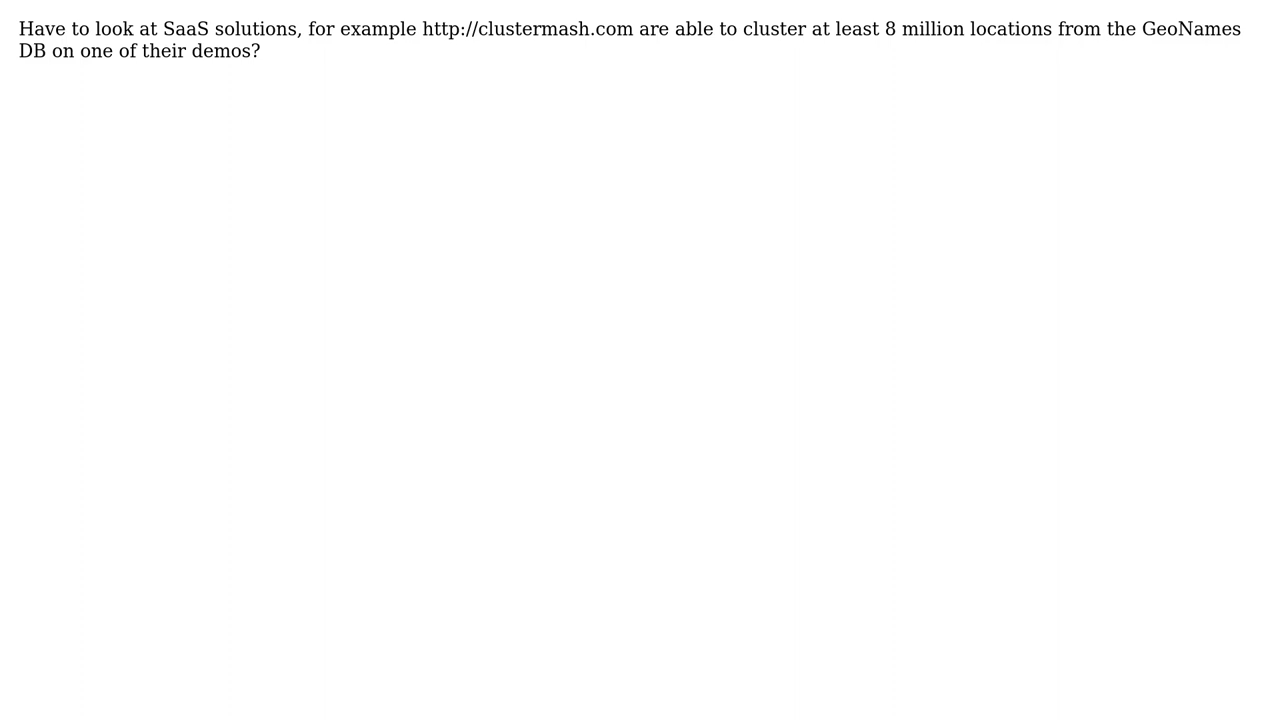 Have to look at SaaS solutions, for example http://clustermash.com are able to cluster at least 8 million locations from the GeoNames
DB on one of their demos?